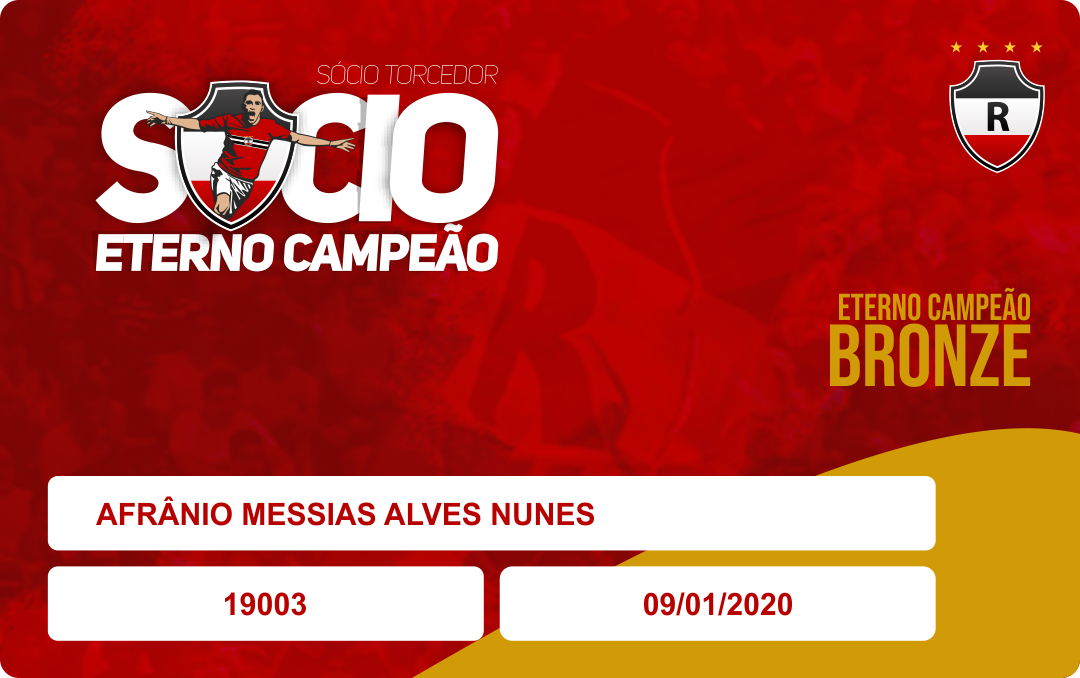 SÓCIO TORCEDOR
SÓCIO
ETERNO CAMPEÃO
R
ETERNO CAMPEÃO
BRONZE
AFRÂNIO MESSIAS ALVES NUNES
19003
09/01/2020